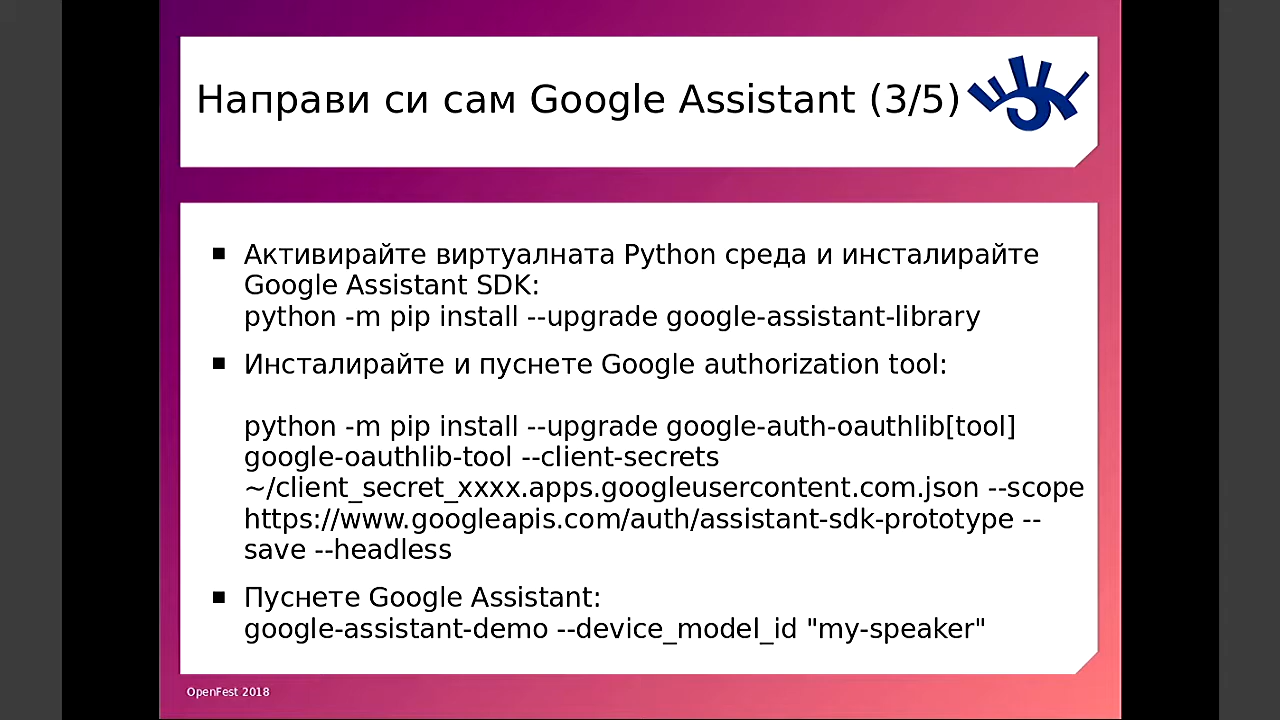 Направи си сам Google Assistant (3/5)
Активирайте виртуалната Python среда и инсталирайте
Google Assistant SDK:
python -m pip install --upgrade google-assistant-library
Инсталирайте и пуснете Google authorization tool:
python -m pip install --upgrade google-auth-oauthlib[tool]
google-oauthlib-tool --client-secrets
~/client_secret_xxxx.apps.googleusercontent.com.json --scope
https://www.googleapis.com/auth/assistant-sdk-prototype --
save --headless
Пуснете Google Assistant:
google-assistant-demo --device_model_id "my-speaker"
OpenFest 2018